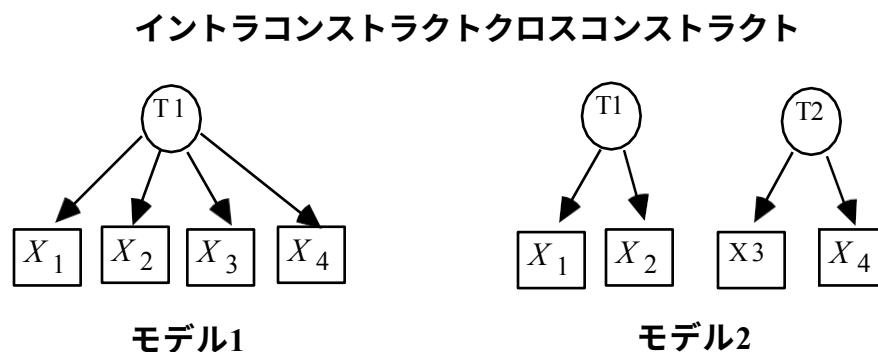 イントラコンストラクトクロスコンストラクト
T1 T1 T2
X1 X2 X3 X4 X1 X2 X3 X4
モデル1 モデル2